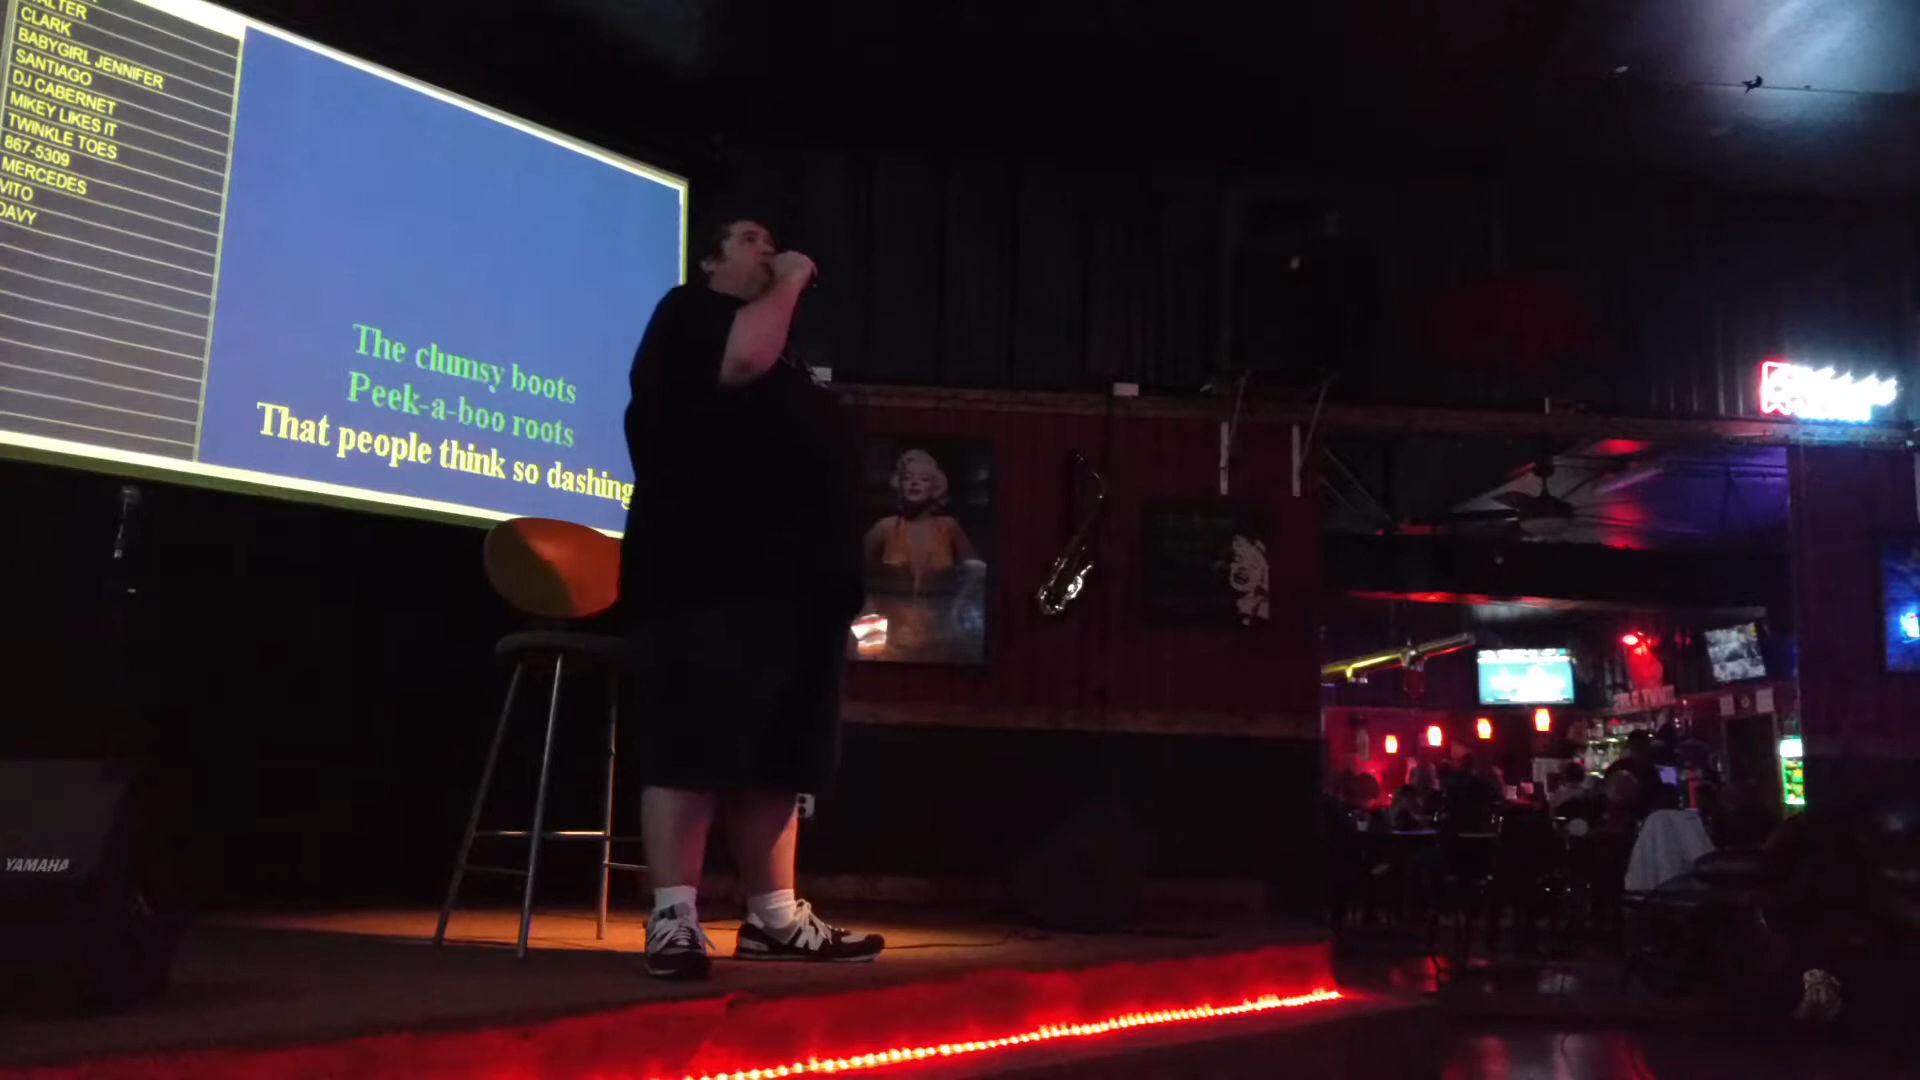 CLARK
BABYGIRL JENNIFER
SANTIAGO
DJ CABERNET
MIKEY LIKES IT
TWINKLE TOES
867-5309
MERCEDES
VITO
DAVY
The clumsy boots
Peek-a-boo roots
That people think so dashing
YAMAHA
N